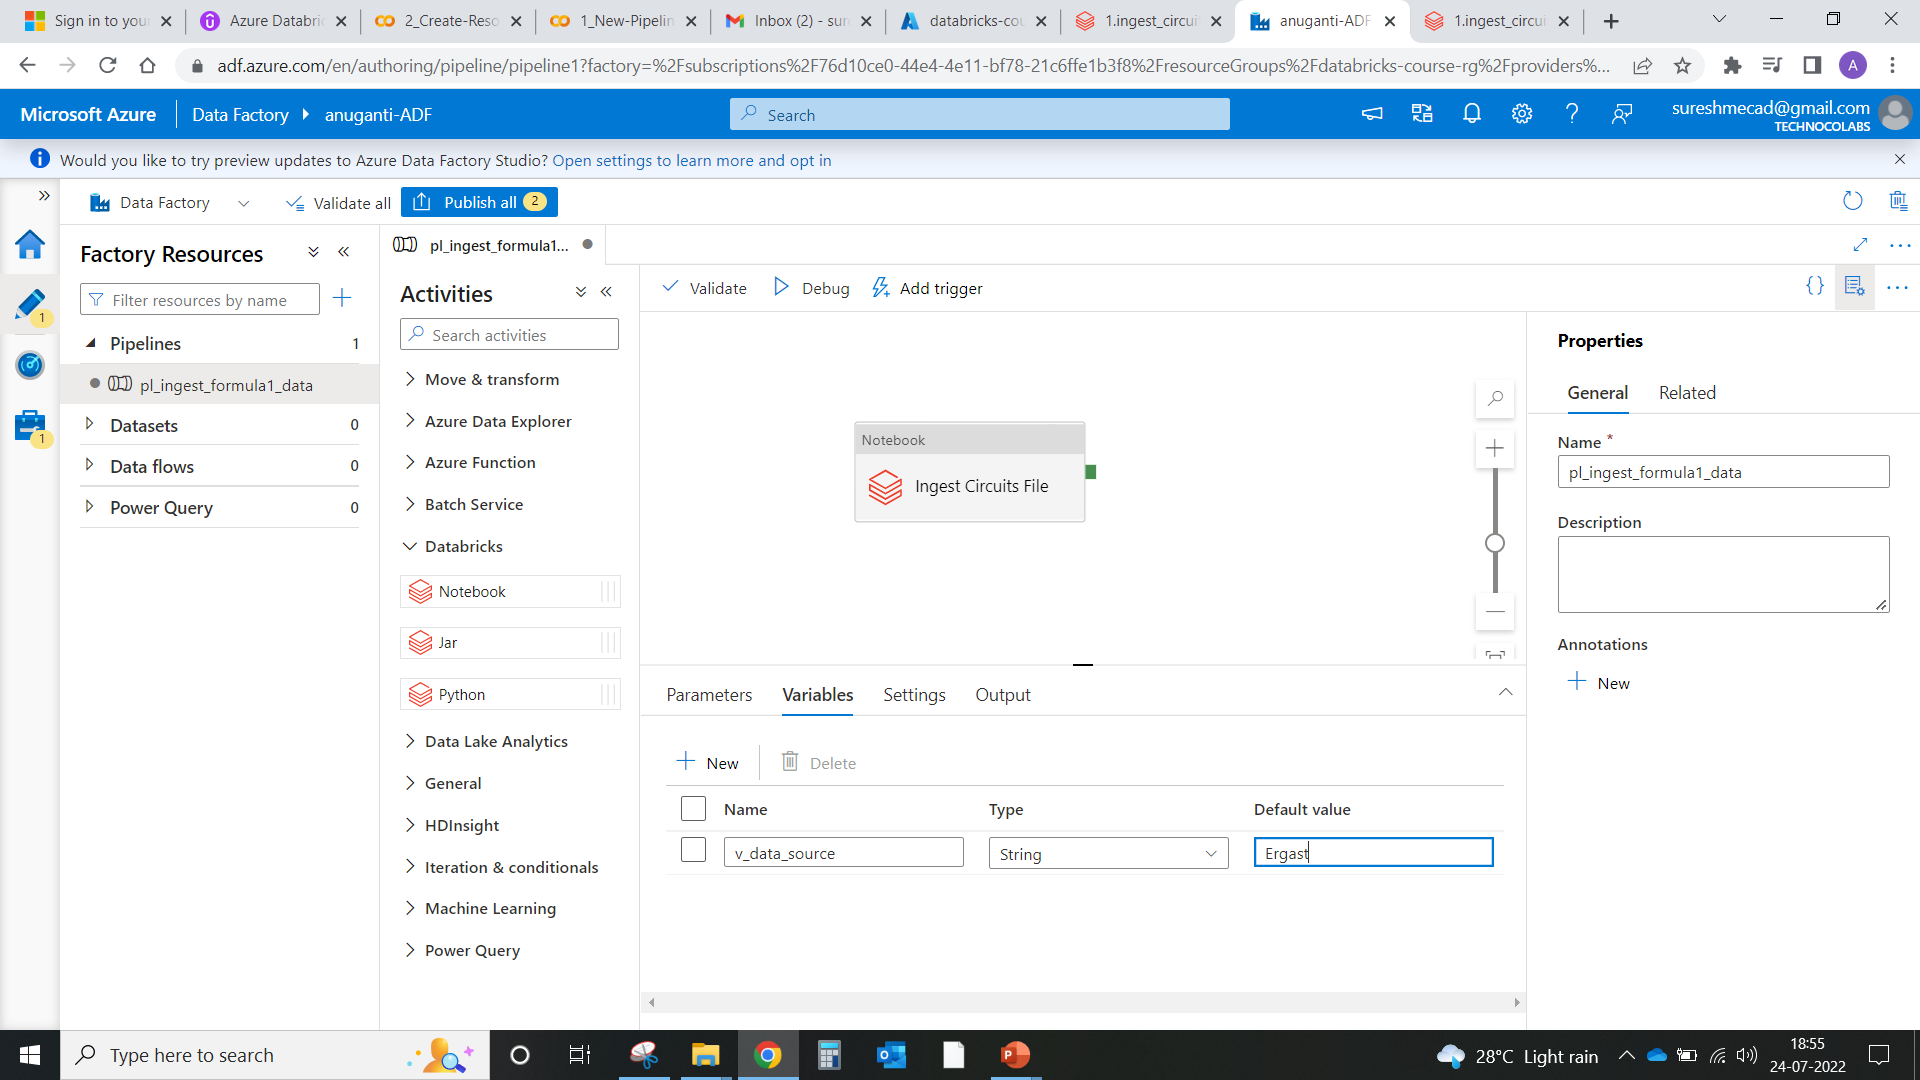 Sign in to your
Azure Databric
2_Create-Reso
1_New-Pipelin
Inbox (2) - sur
databricks-cou
1.ingest_circui
anuganti-ADF
1.ingest_circui
adf.azure.com/en/authoring/pipeline/pipeline1?factory=%2Fsubscriptions%2F76d10ce0-44e4-4e11-bf78-21c6ffe1b3f8%2FresourceGroups%2Fdatabricks-course-rg%2Fproviders%...
A
Microsoft Azure
Data Factory
anuganti-ADF
Search
sureshmecad@gmail.com
TECHNOCOLABS
Would you like to try preview updates to Azure Data Factory Studio? Open settings to learn more and opt in
Data Factory
Validate all
Publish all 2
Factory Resources
Filter resources by name
1
1
Pipelines 1
pl_ingest_formula1_data
Datasets 0
Data flows 0
Power Query 0
pl_ingest_formula1...
Activities
Search activities
Move & transform
Azure Data Explorer
Azure Function
Batch Service
Databricks
Notebook
Jar
Python
Data Lake Analytics
General
HDInsight
Iteration & conditionals
Machine Learning
Power Query
Validate
Debug
Add trigger
Notebook
Ingest Circuits File
Parameters
Variables
Settings
Output
New
Delete
Name Type Default value
v_data_source String Ergast
Properties
General
Related
Name *
pl_ingest_formula1_data
Description
Annotations
New
Type here to search
28°C Light rain
18:55
24-07-2022